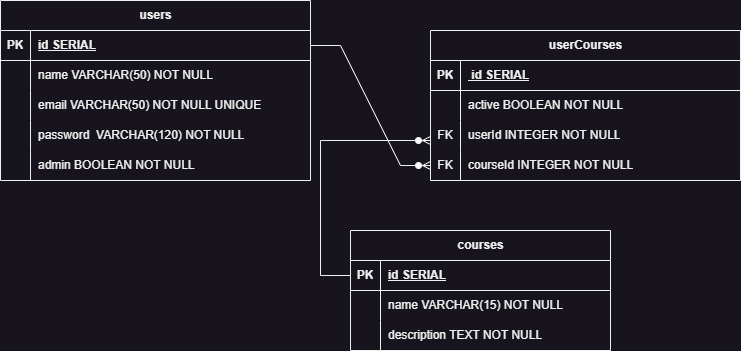 users
PK id SERIAL
name VARCHAR(50) NOT NULL
email VARCHAR(50) NOT NULL UNIQUE
password VARCHAR(120) NOT NULL
admin BOOLEAN NOT NULL
userCourses
PK id SERIAL
active BOOLEAN NOT NULL
FK userId INTEGER NOT NULL
FK courseId INTEGER NOT NULL
courses
PK id SERIAL
name VARCHAR(15) NOT NULL
description TEXT NOT NULL